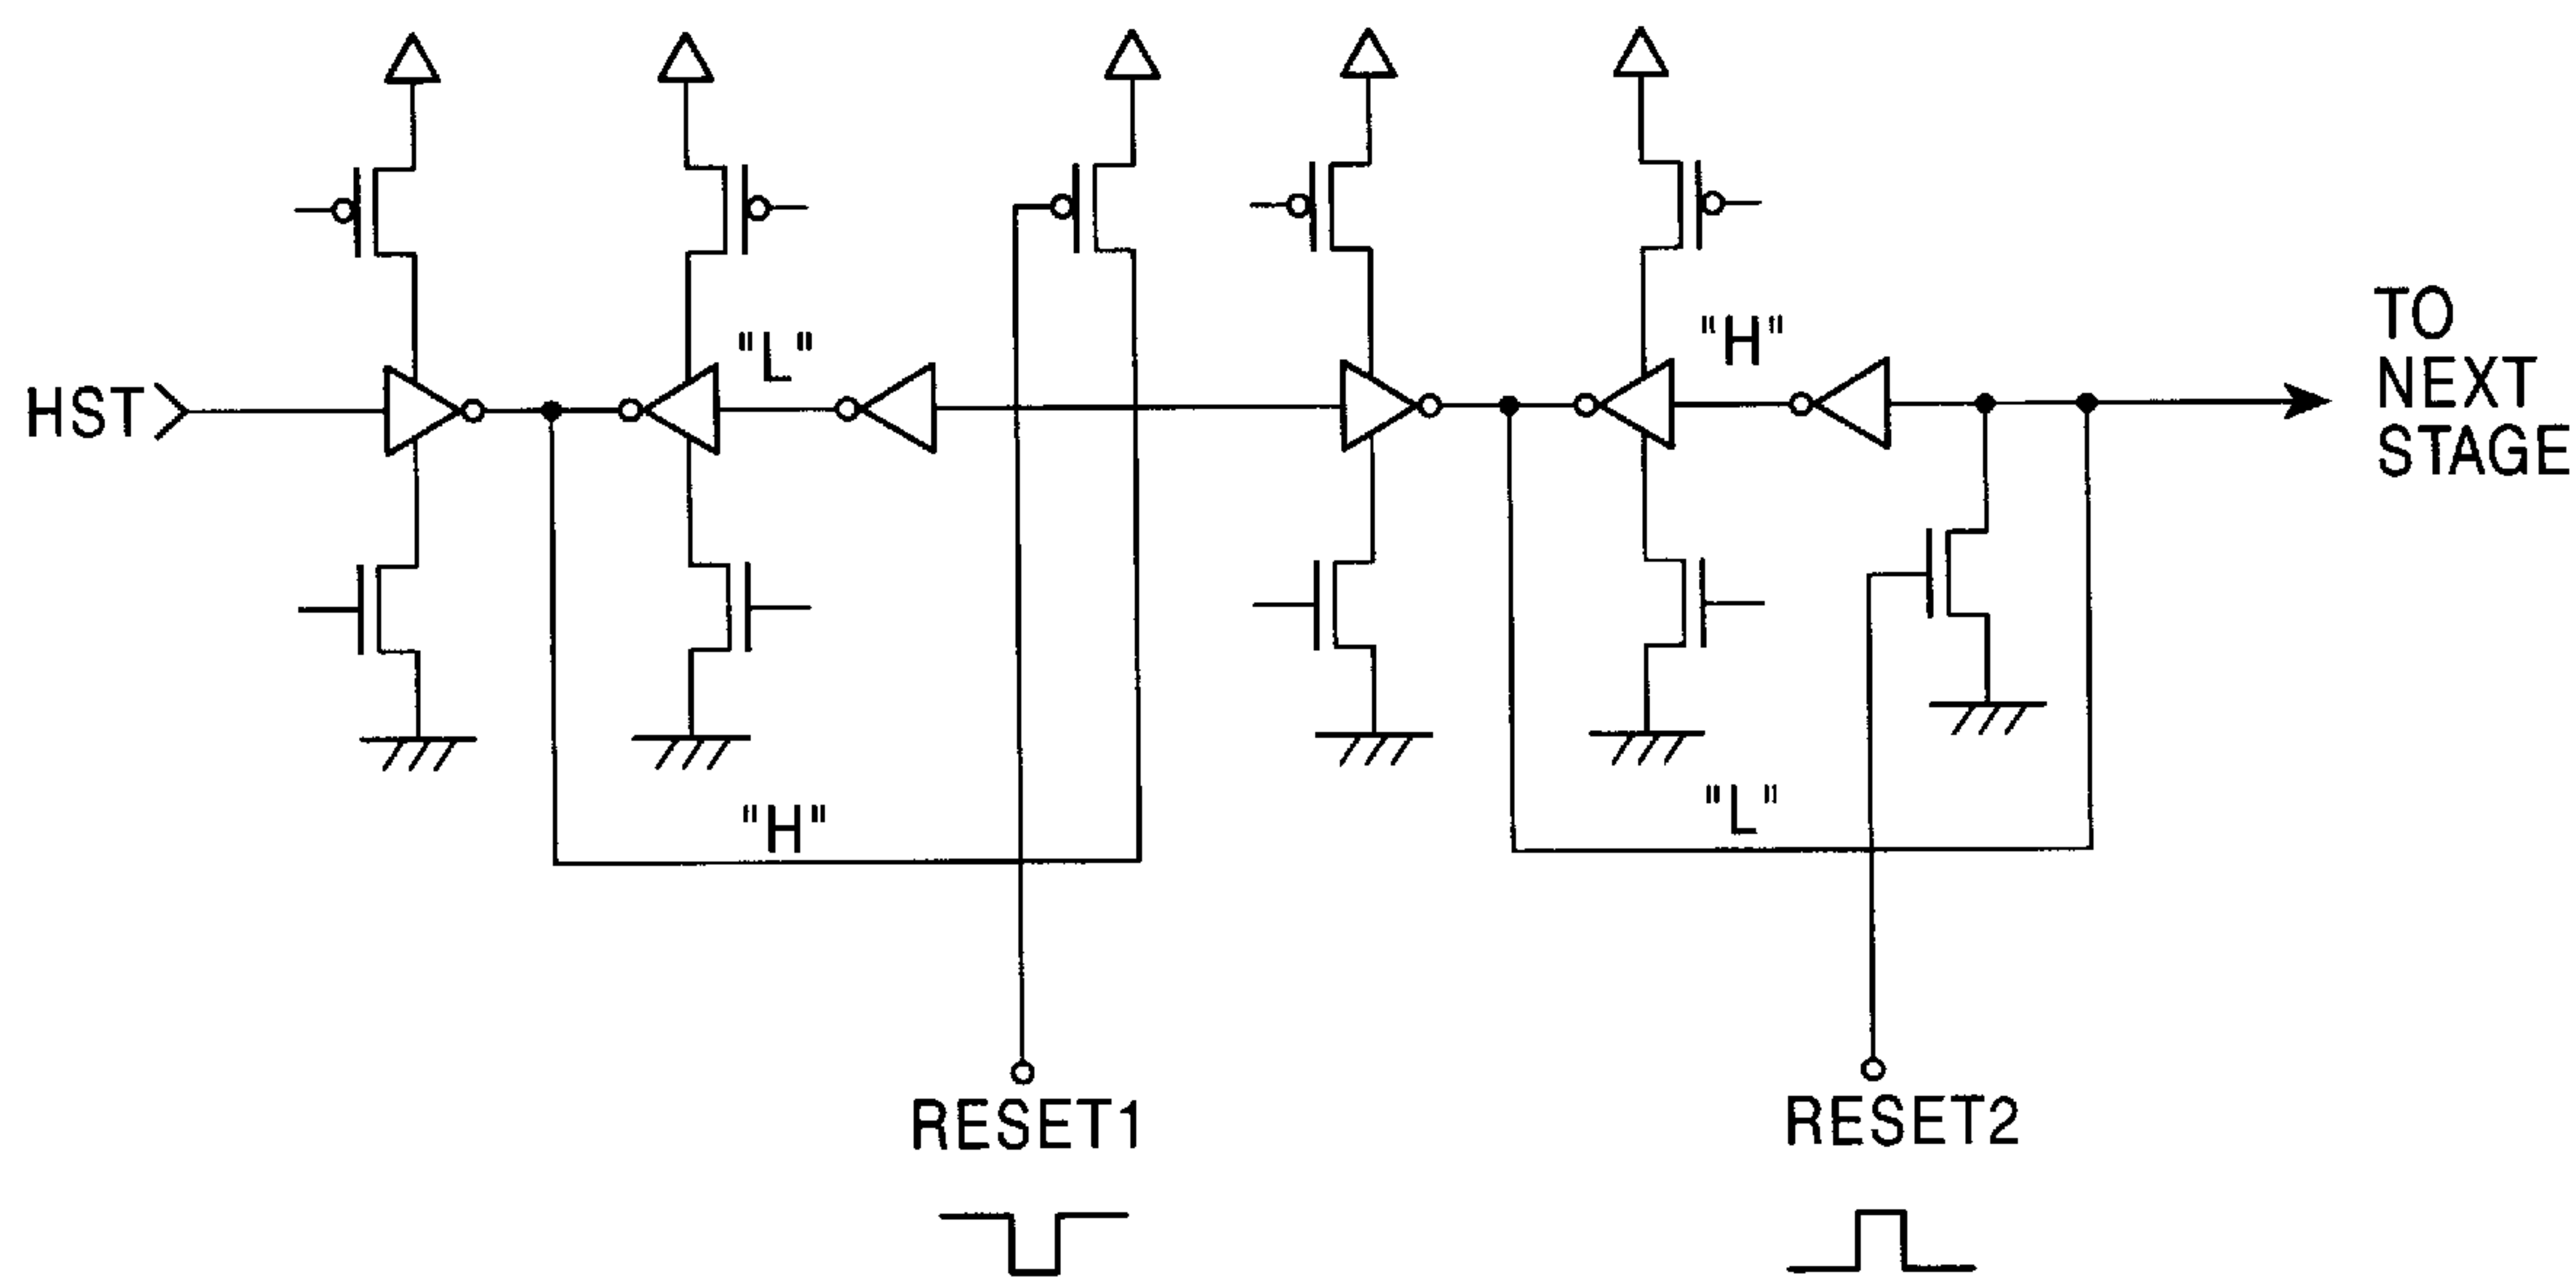 "L"
"H"
HST
TO
NEXT
STAGE
"H"
"L"
RESET1
RESET2